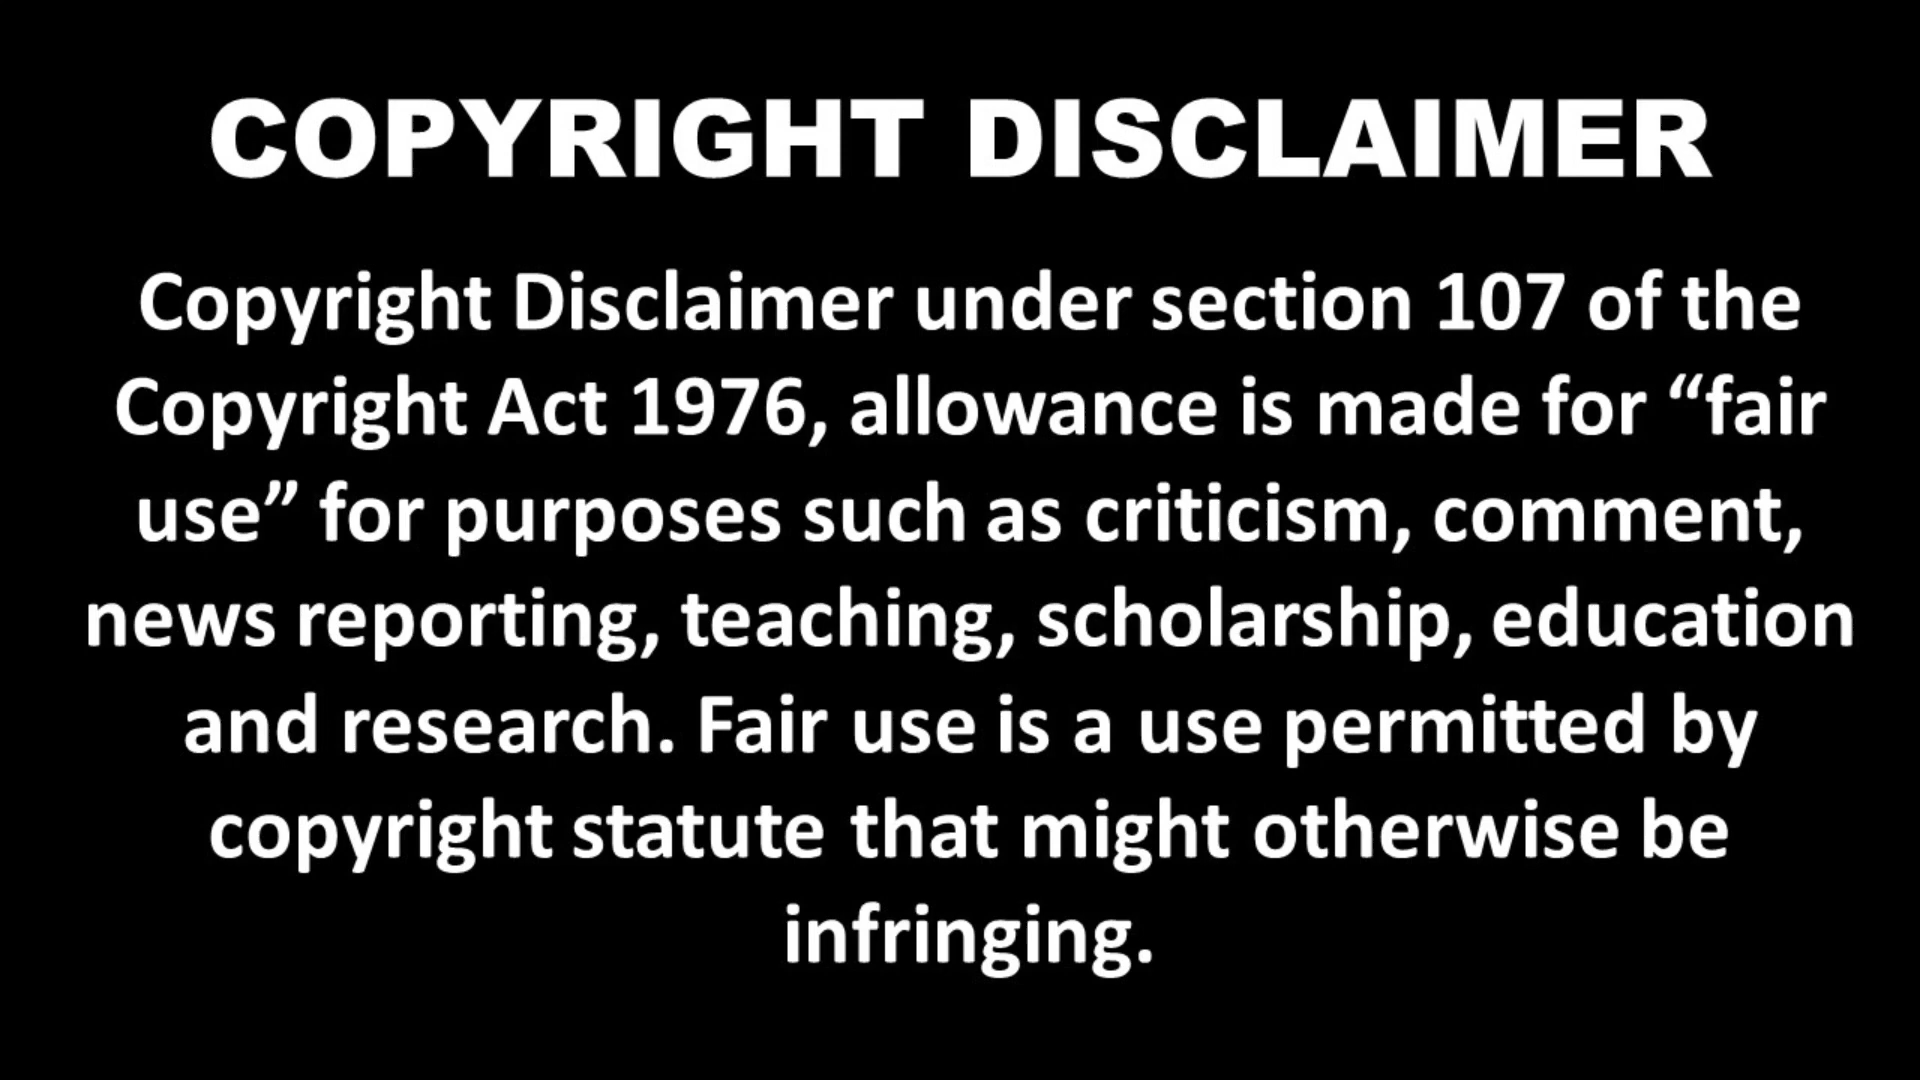 COPYRIGHT DISCLAIMER
Copyright Disclaimer under section 107 of the
Copyright Act 1976, allowance is made for “fair
use” for purposes such as criticism, comment,
news reporting, teaching, scholarship, education
and research. Fair use is a use permitted by
copyright statute that might otherwise be
infringing.